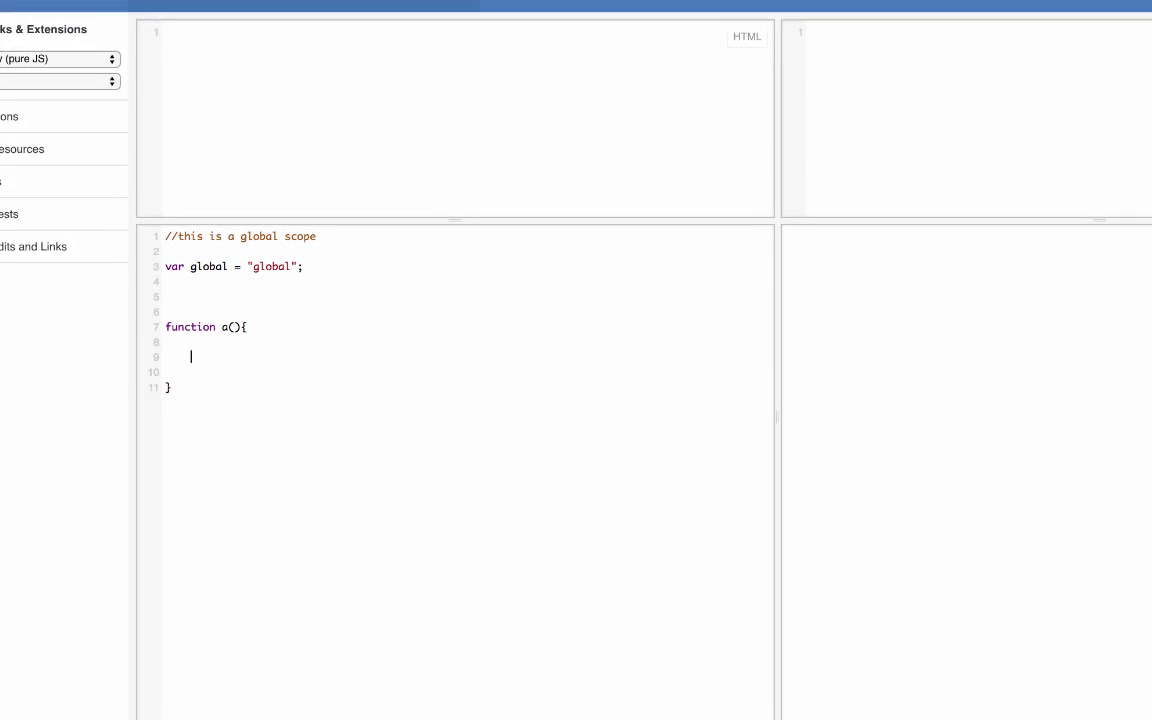 ks & Extensions
(pure JS)
ons
esources
s
ests
dits and Links
1
HTML
1
1 //this is a global scope
2
3 var global = "global";
4
5
6
7 function a(){
8
9
10
11 }